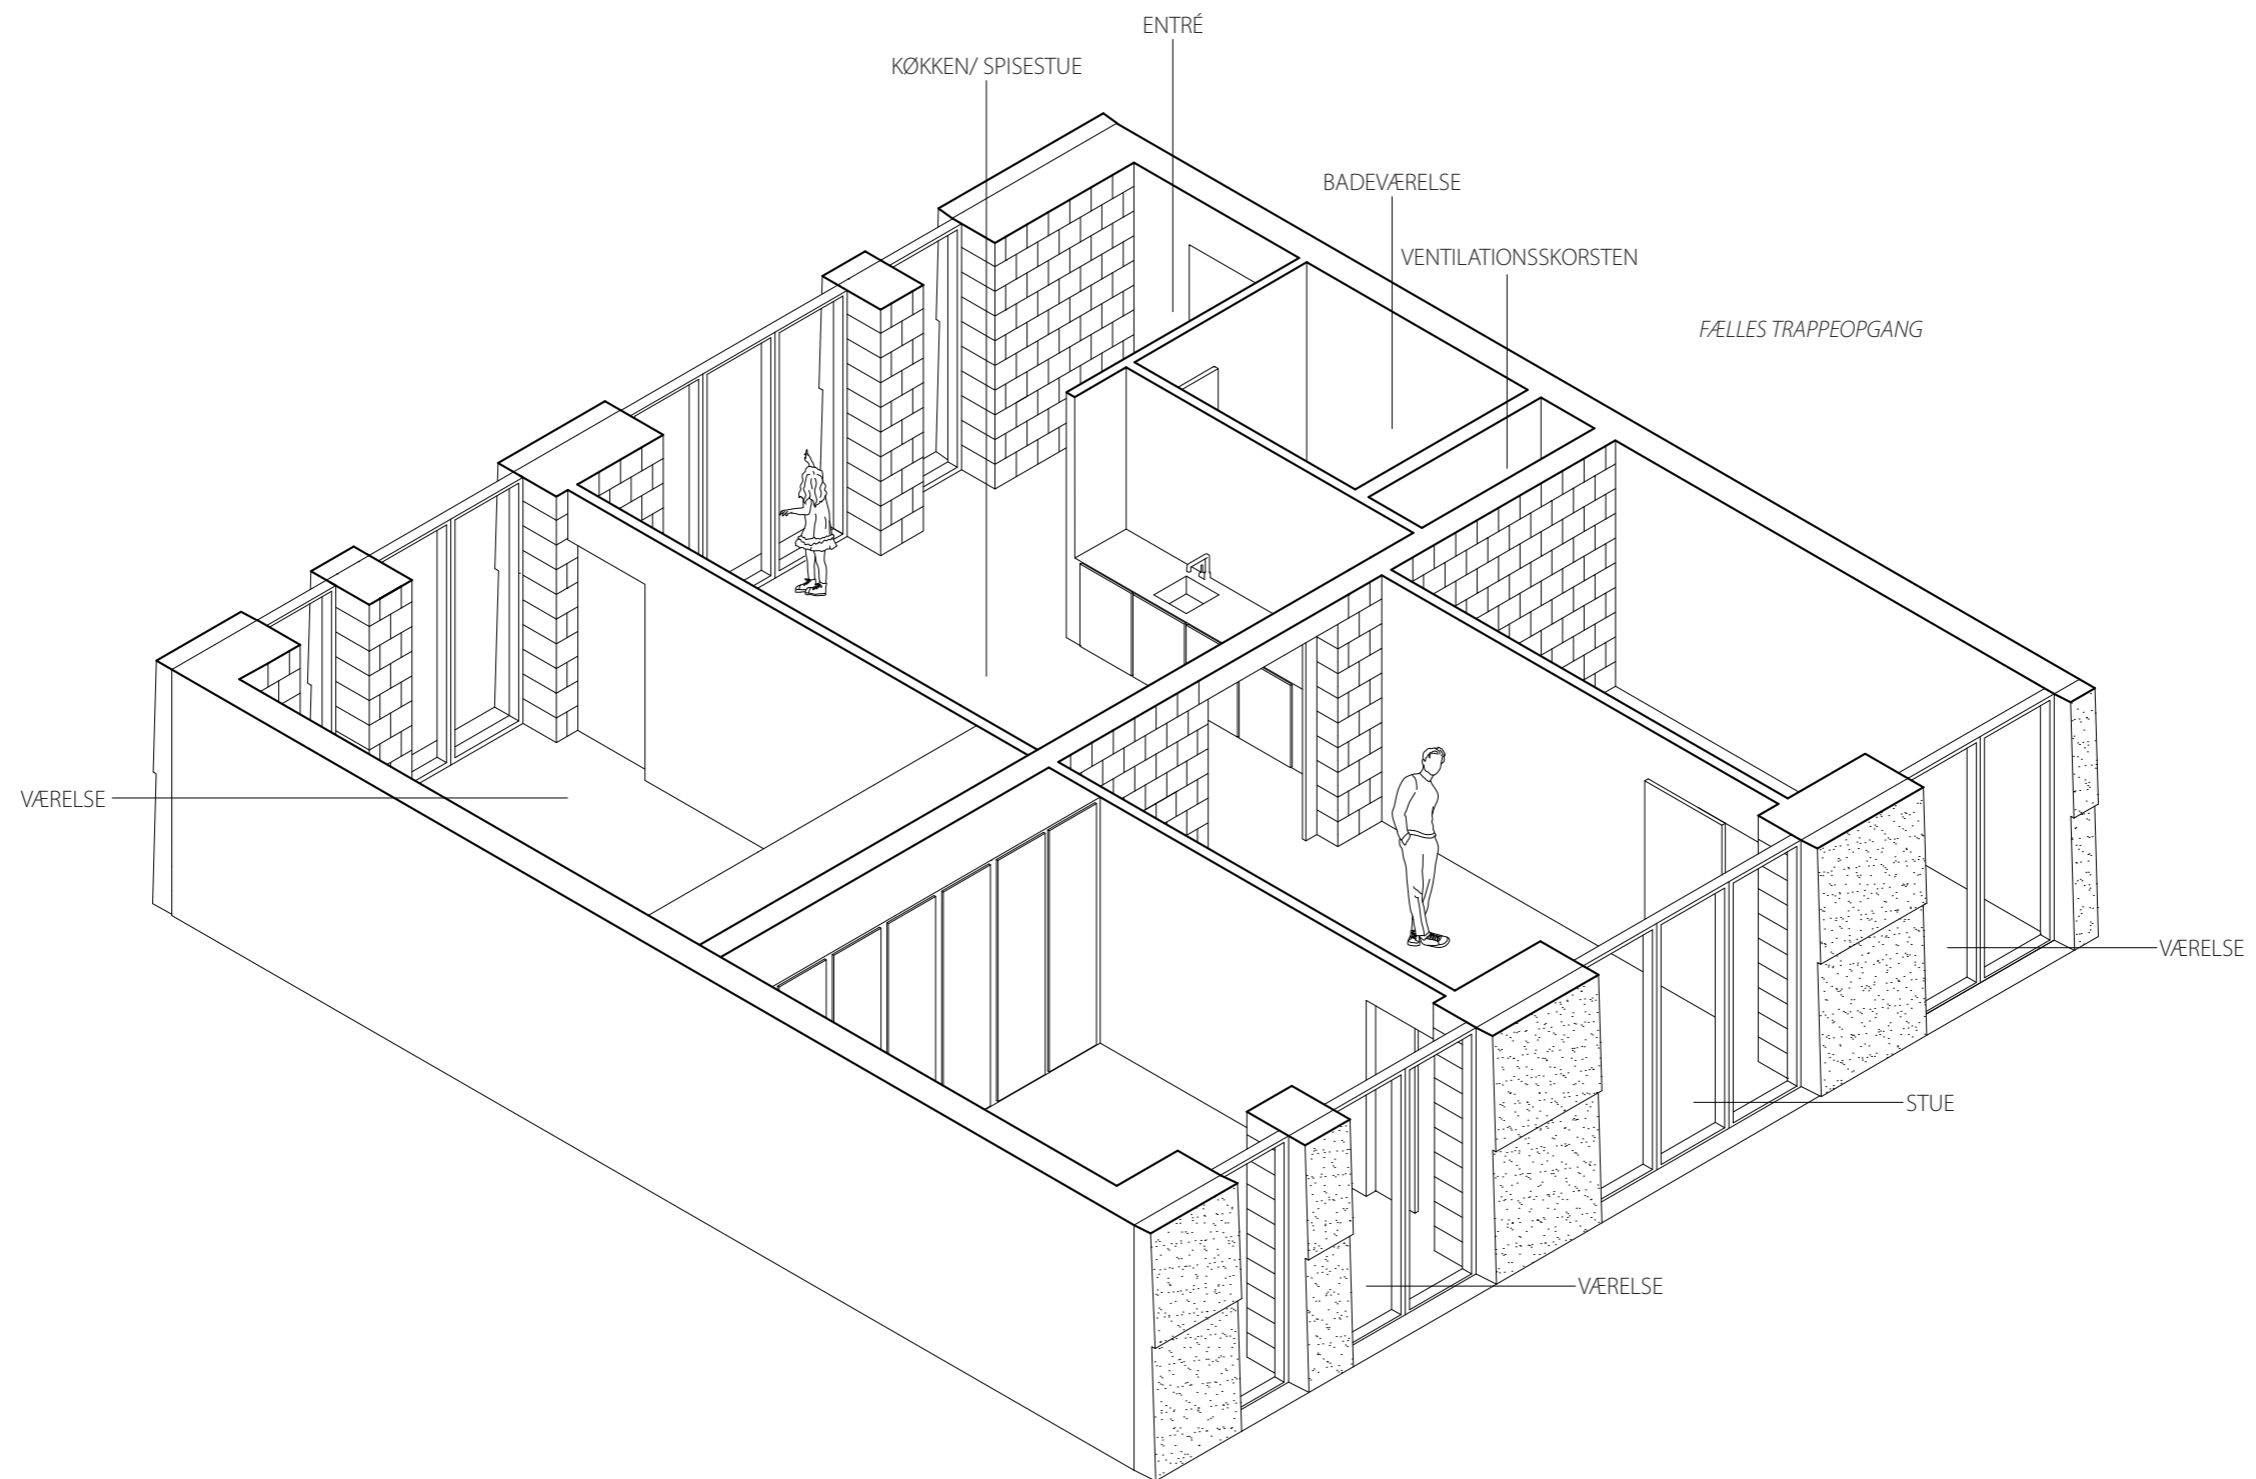 ENTRÉ
KØKKEN/ SPISESTUE
BADEVÆRELSE
VENTILATIONSSKORSTEN
FÆLLES TRAPPEOPGANG
VÆRELSE
VÆRELSE
STUE
VÆRELSE